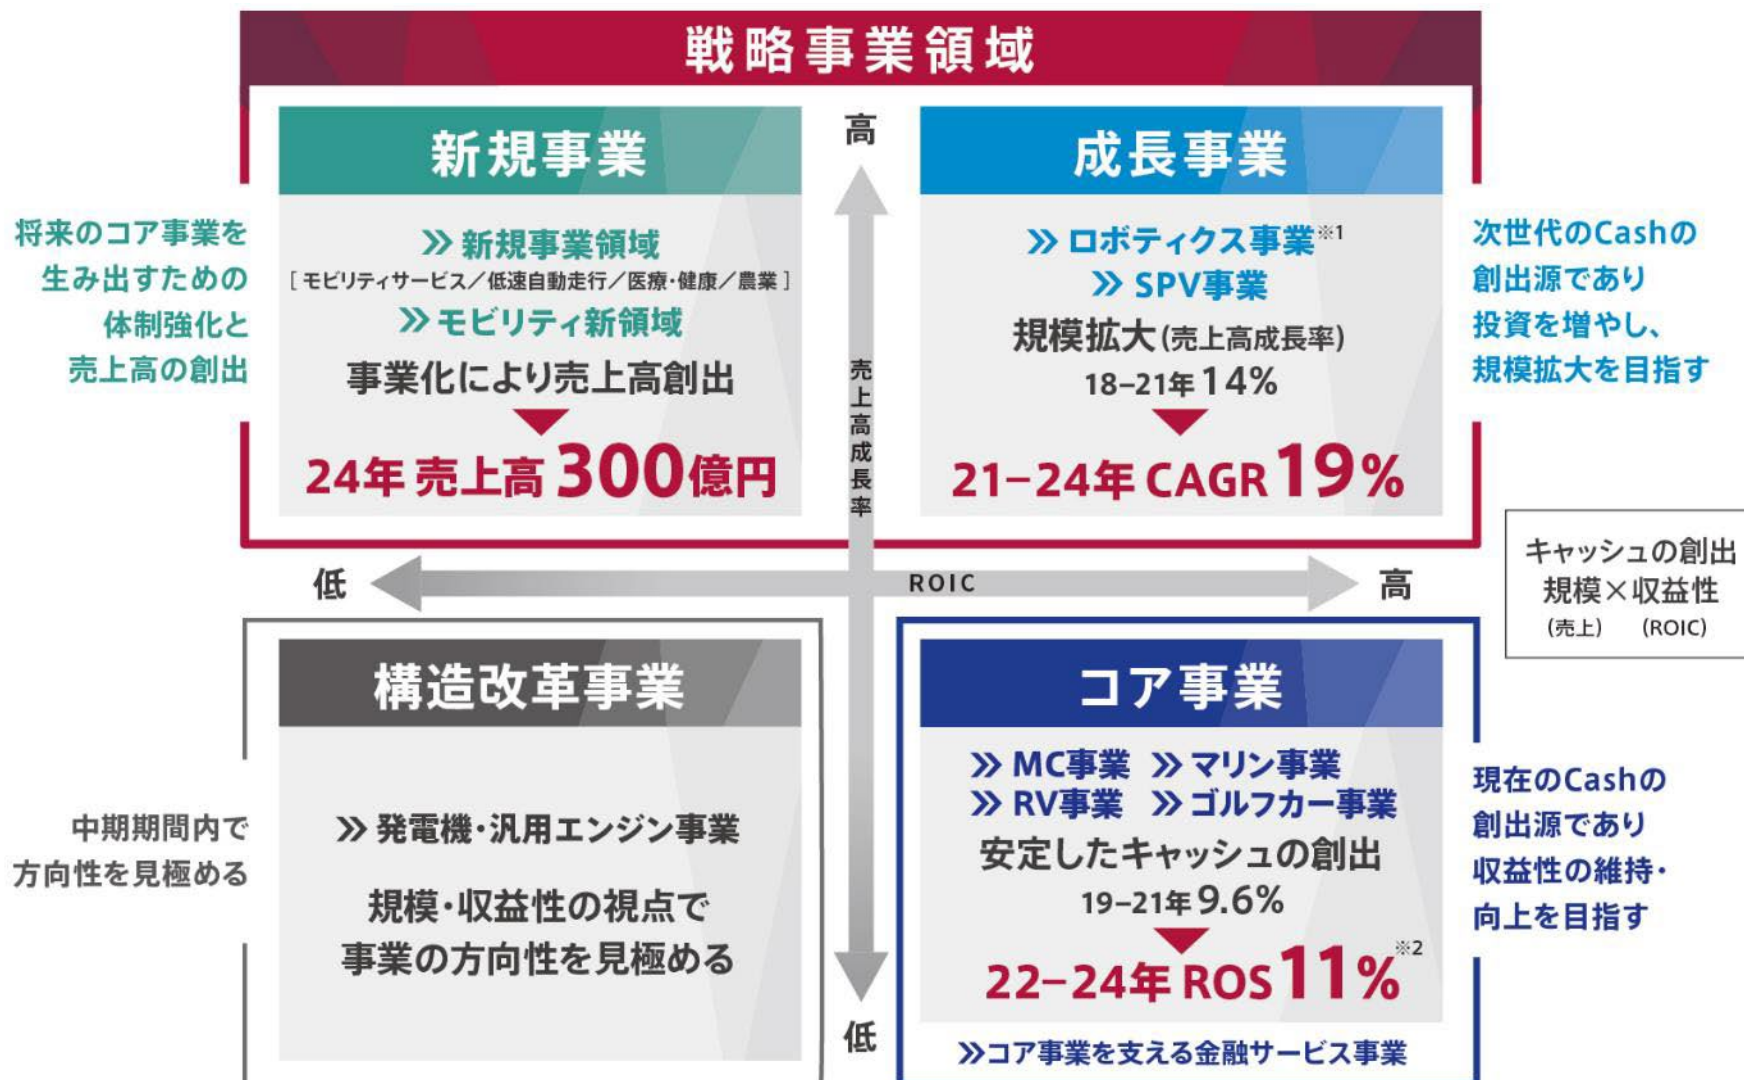 戦略事業領域
新規事業
将来のコア事業を
生み出すための
体制強化と
売上高の創出
≫ 新規事業領域
[ モビリティサービス／低速自動走行／医療・健康／農業 ]
≫ モビリティ新領域
事業化により売上高創出
24年 売上高 300億円
高
売上高成長率
成長事業
≫ ロボティクス事業※1
≫ SPV事業
規模拡大 (売上高成長率)
18–21年 14%
21–24年 CAGR 19%
次世代のCashの
創出源であり
投資を増やし、
規模拡大を目指す
低
ROIC
高
キャッシュの創出
規模×収益性
(売上) (ROIC)
構造改革事業
中期期間内で
方向性を見極める
≫ 発電機・汎用エンジン事業
規模・収益性の視点で
事業の方向性を見極める
低
コア事業
≫ MC事業 ≫ マリン事業
≫ RV事業 ≫ ゴルフカー事業
安定したキャッシュの創出
19–21年 9.6%
22–24年 ROS 11%※2
≫コア事業を支える金融サービス事業
現在のCashの
創出源であり
収益性の維持・
向上を目指す